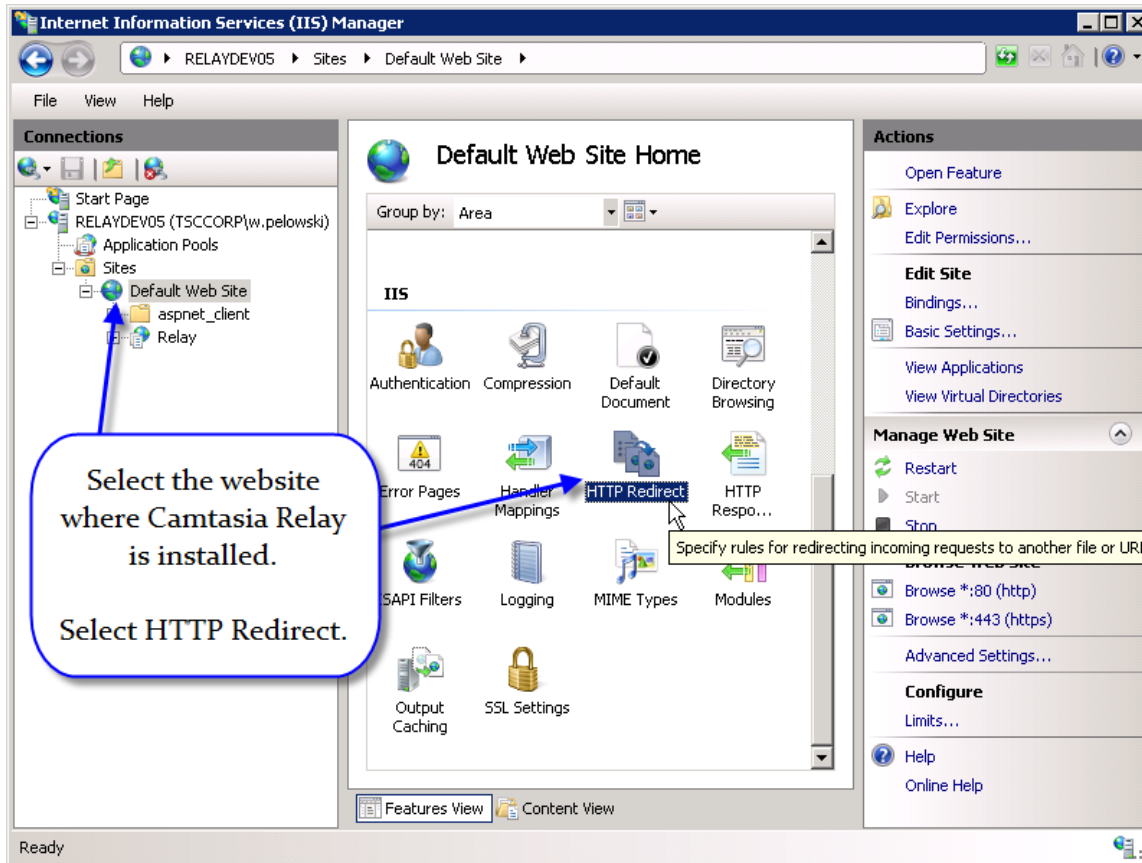 Internet Information Services (IIS) Manager
RELAYDEV05 Sites Default Web Site
File View Help
Connections
Start Page
RELAYDEV05 (TSCCORP\w.pelowski)
Application Pools
Sites
Default Web Site
aspnet_client
Relay
Select the website
where Camtasia Relay
is installed.
Select HTTP Redirect.
Default Web Site Home
Group by: Area
IIS
Authentication Compression Default Document Directory Browsing
404
Error Pages Handler Mappings HTTP Redirect HTTP Respo...
Specify rules for redirecting incoming requests to another file or URL
ISAPI Filters Logging MIME Types Modules
Output Caching SSL Settings
Features View Content View
Actions
Open Feature
Explore
Edit Permissions...
Edit Site
Bindings...
Basic Settings...
View Applications
View Virtual Directories
Manage Web Site
Restart
Start
Stop
Browse Web Site
Browse *:80 (http)
Browse *:443 (https)
Advanced Settings...
Configure
Limits...
Help
Online Help
Ready